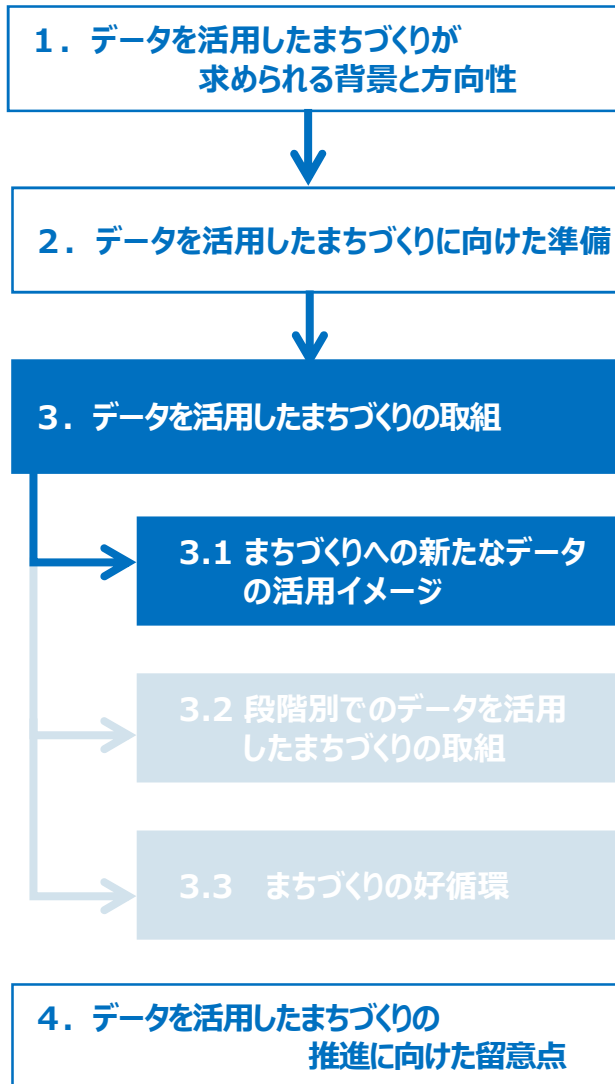 1．データを活用したまちづくりが
求められる背景と方向性
2．データを活用したまちづくりに向けた準備
3．データを活用したまちづくりの取組
3.1 まちづくりへの新たなデータ
の活用イメージ
3.2 段階別でのデータを活用
したまちづくりの取組
3.3　まちづくりの好循環
4．データを活用したまちづくりの
推進に向けた留意点